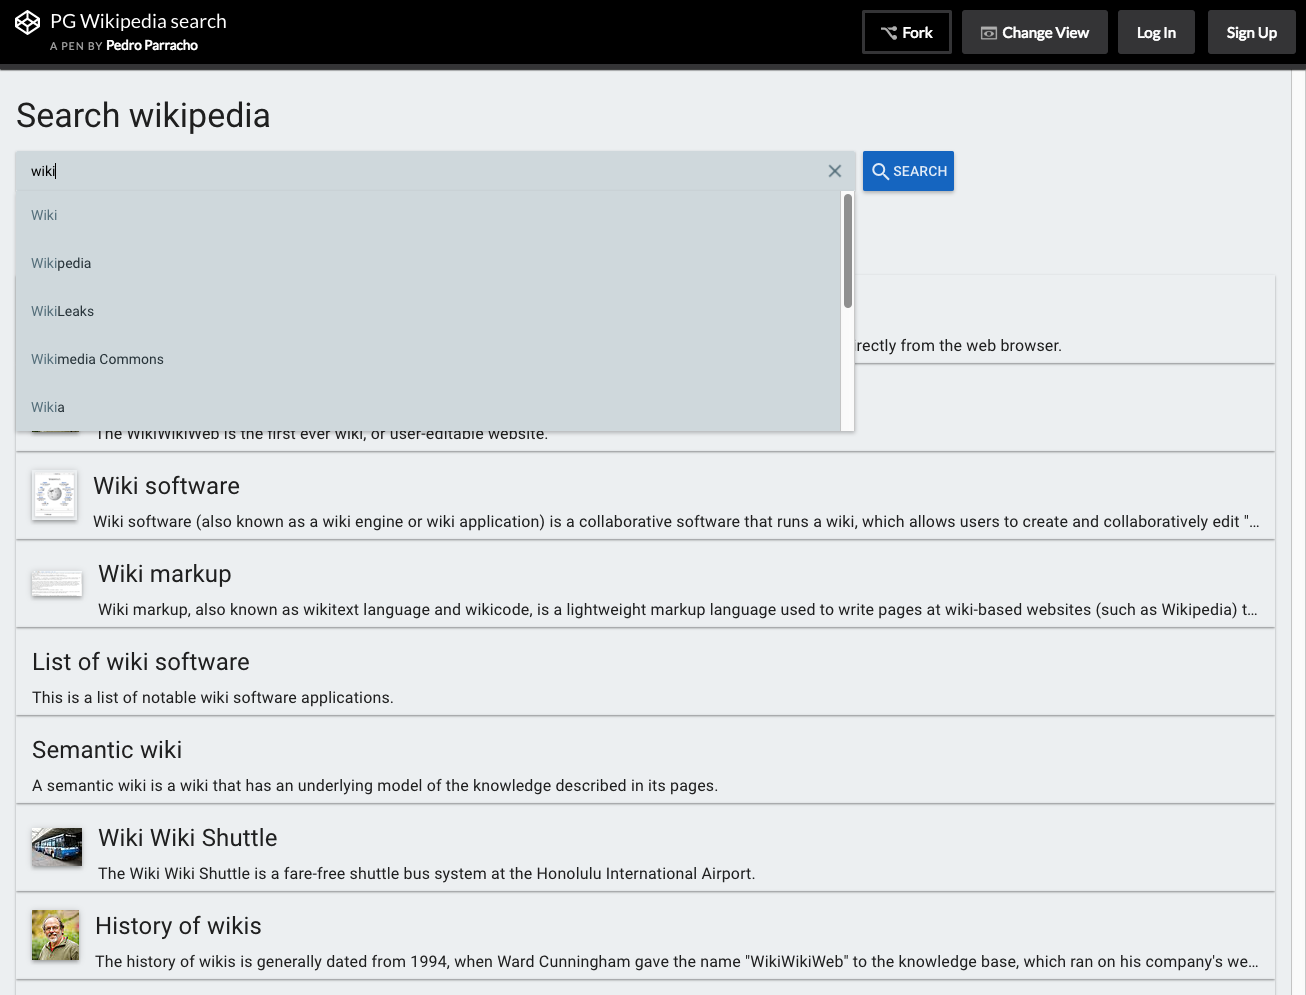 PG Wikipedia search
A PEN BY Pedro Parracho
Fork
Change View
Log In
Sign Up
Search wikipedia
wiki
SEARCH
Wiki
Wikipedia
WikiLeaks
Wikimedia Commons
Wikia
rectly from the web browser.
The WikiWikiWeb is the first ever wiki, or user-editable website.
Wiki software
Wiki software (also known as a wiki engine or wiki application) is a collaborative software that runs a wiki, which allows users to create and collaboratively edit "...
Wiki markup
Wiki markup, also known as wikitext language and wikicode, is a lightweight markup language used to write pages at wiki-based websites (such as Wikipedia) t...
List of wiki software
This is a list of notable wiki software applications.
Semantic wiki
A semantic wiki is a wiki that has an underlying model of the knowledge described in its pages.
Wiki Wiki Shuttle
The Wiki Wiki Shuttle is a fare-free shuttle bus system at the Honolulu International Airport.
History of wikis
The history of wikis is generally dated from 1994, when Ward Cunningham gave the name "WikiWikiWeb" to the knowledge base, which ran on his company's we...